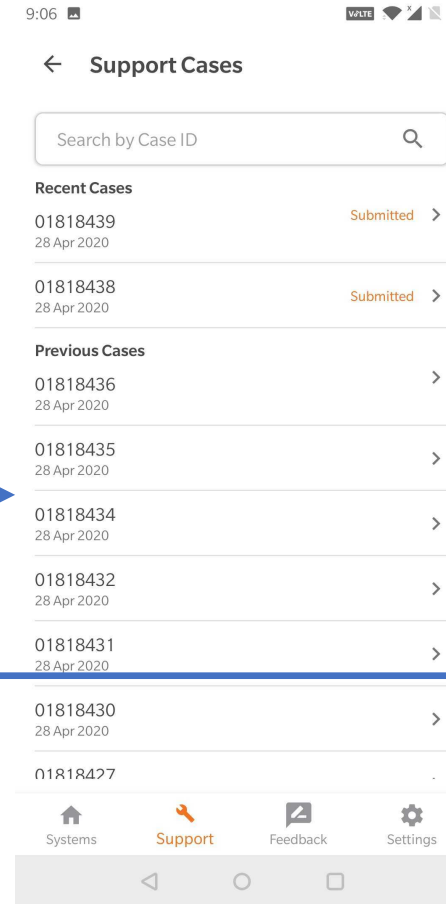 9:06
VoLTE
x
Support Cases
Search by Case ID
Recent Cases
01818439
Submitted
28 Apr 2020
01818438
Submitted
28 Apr 2020
Previous Cases
01818436
28 Apr 2020
01818435
28 Apr 2020
01818434
28 Apr 2020
01818432
28 Apr 2020
01818431
28 Apr 2020
01818430
28 Apr 2020
01818427
Systems Support Feedback Settings